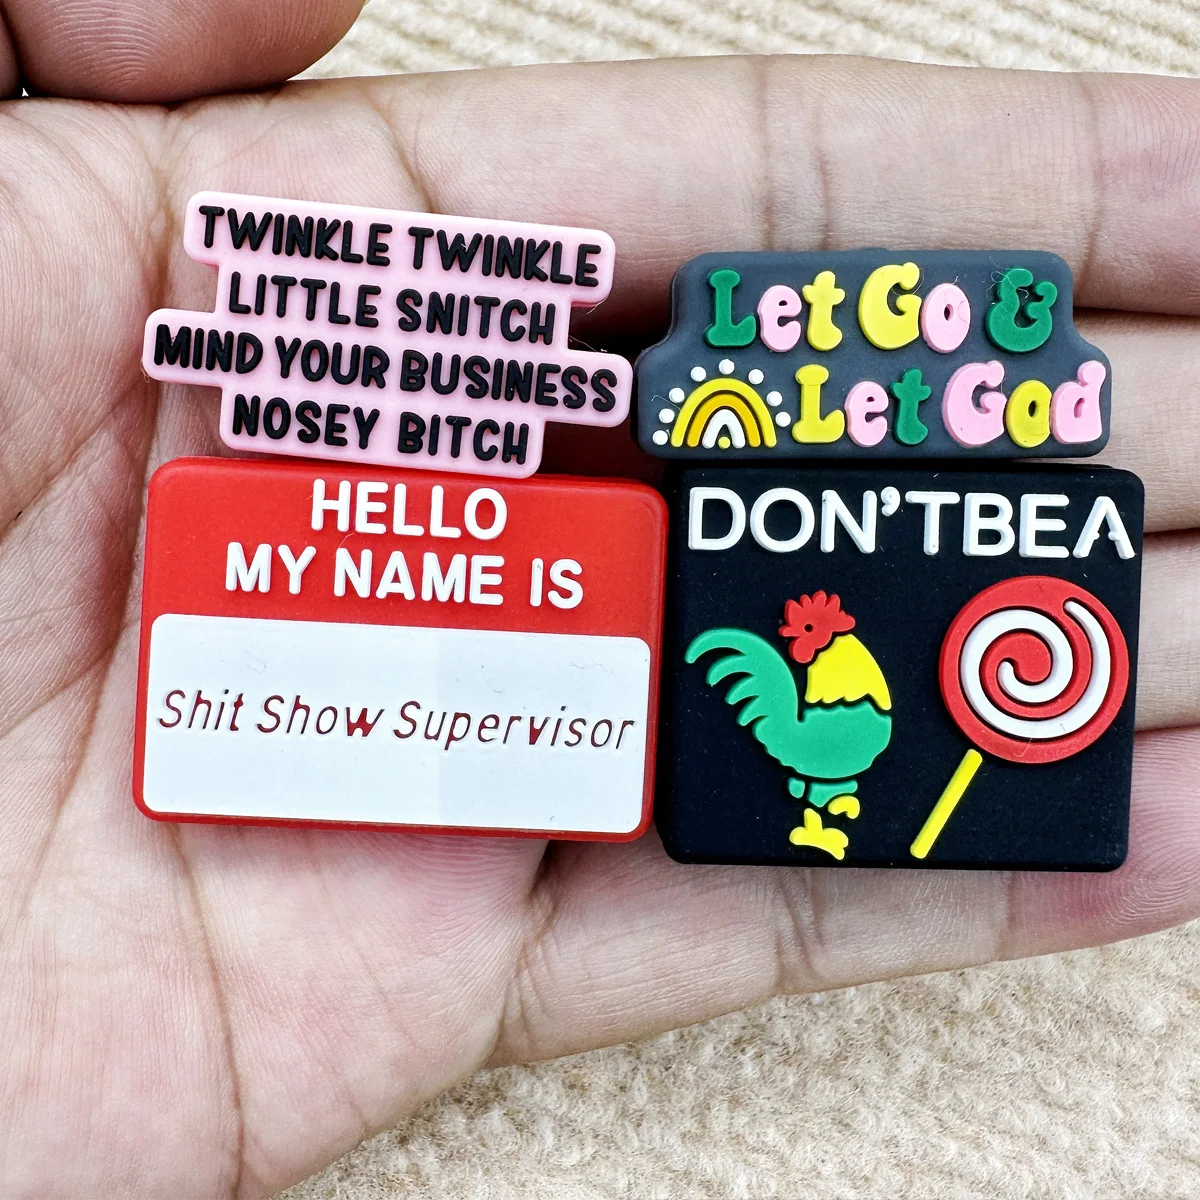 TWINKLE TWINKLE
LITTLE SNITCH
MIND YOUR BUSINESS
NOSEY BITCH
Let Go &
Let God
HELLO
MY NAME IS
Shit Show Supervisor
DON'T BE A